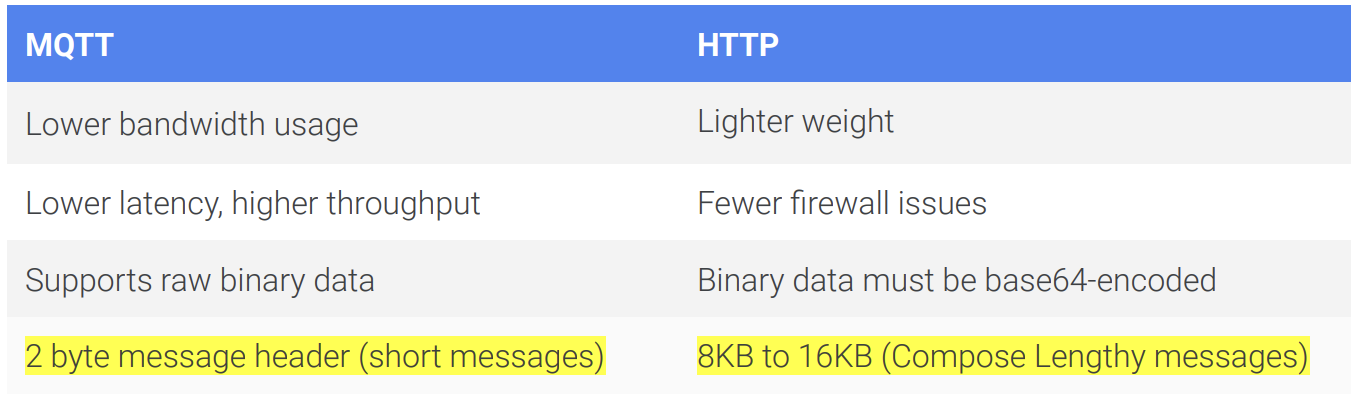 MQTT HTTP
Lower bandwidth usage Lighter weight
Lower latency, higher throughput Fewer firewall issues
Supports raw binary data Binary data must be base64-encoded
2 byte message header (short messages) 8KB to 16KB (Compose Lengthy messages)